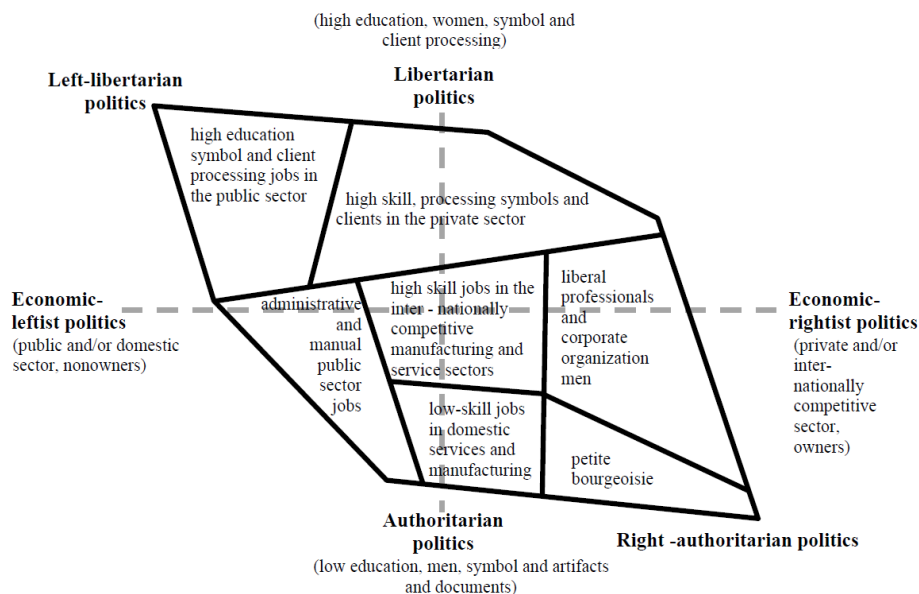 (high education, women, symbol and
client processing)
Left-libertarian
politics
Libertarian
politics
high education
symbol and client
processing jobs in
the public sector
high skill, processing symbols and
clients in the private sector
Economic-
leftist politics
(public and/or domestic
sector, nonowners)
administrative
and
manual
public
sector
jobs
high skill jobs in the
inter - nationally
competitive
manufacturing and
service sectors
liberal
professionals
and
corporate
organization
men
Economic-
rightist politics
(private and/or
inter-
nationally
competitive
sector,
owners)
low-skill jobs
in domestic
services and
manufacturing
petite
bourgeoisie
Authoritarian
politics
(low education, men, symbol and artifacts
and documents)
Right -authoritarian politics